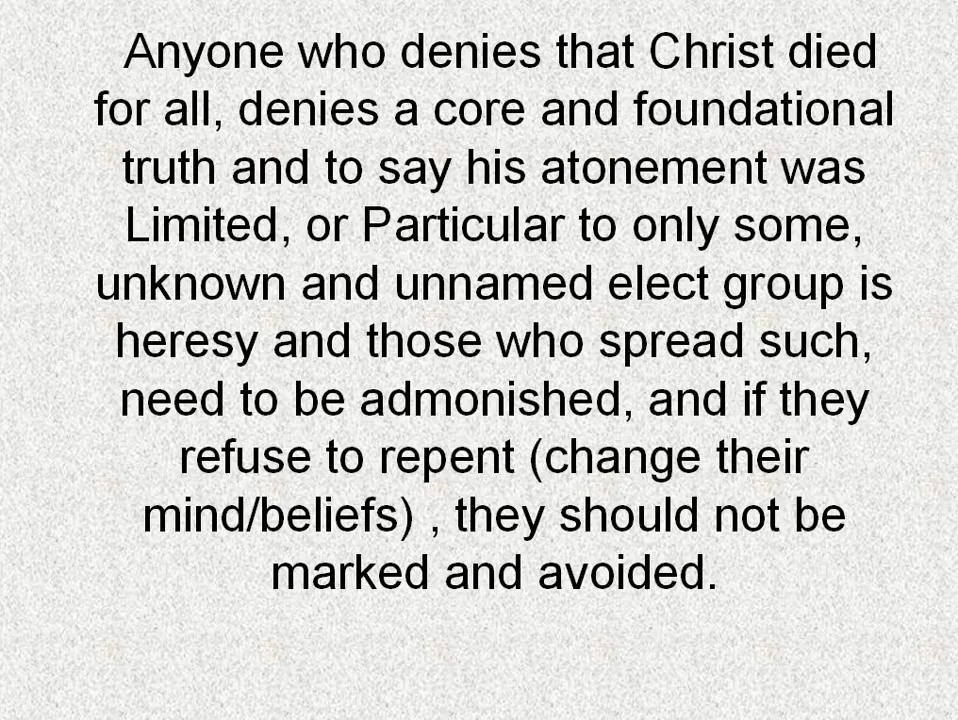 Anyone who denies that Christ died
for all, denies a core and foundational
truth and to say his atonement was
Limited, or Particular to only some,
unknown and unnamed elect group is
heresy and those who spread such,
need to be admonished, and if they
refuse to repent (change their
mind/beliefs) , they should not be
marked and avoided.